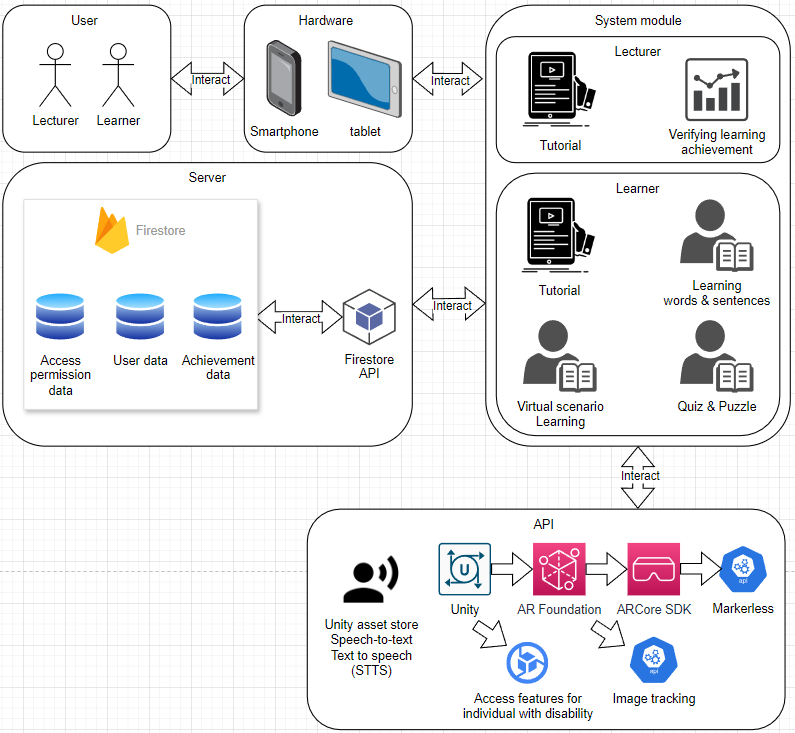 User
Lecturer
Learner
Interact
Hardware
Smartphone
tablet
Interact
System module
Lecturer
Tutorial
Verifying learning
achievement
Learner
Tutorial
Learning
words & sentences
Virtual scenario
Learning
Quiz & Puzzle
Server
Firestore
Access
permission
data
User data
Achievement
data
Interact
Firestore
API
Interact
Interact
API
Unity asset store
Speech-to-text
Text to speech
(STTS)
U
Unity
AR Foundation
ARCore SDK
api
Markerless
Access features for
individual with disability
api
Image tracking